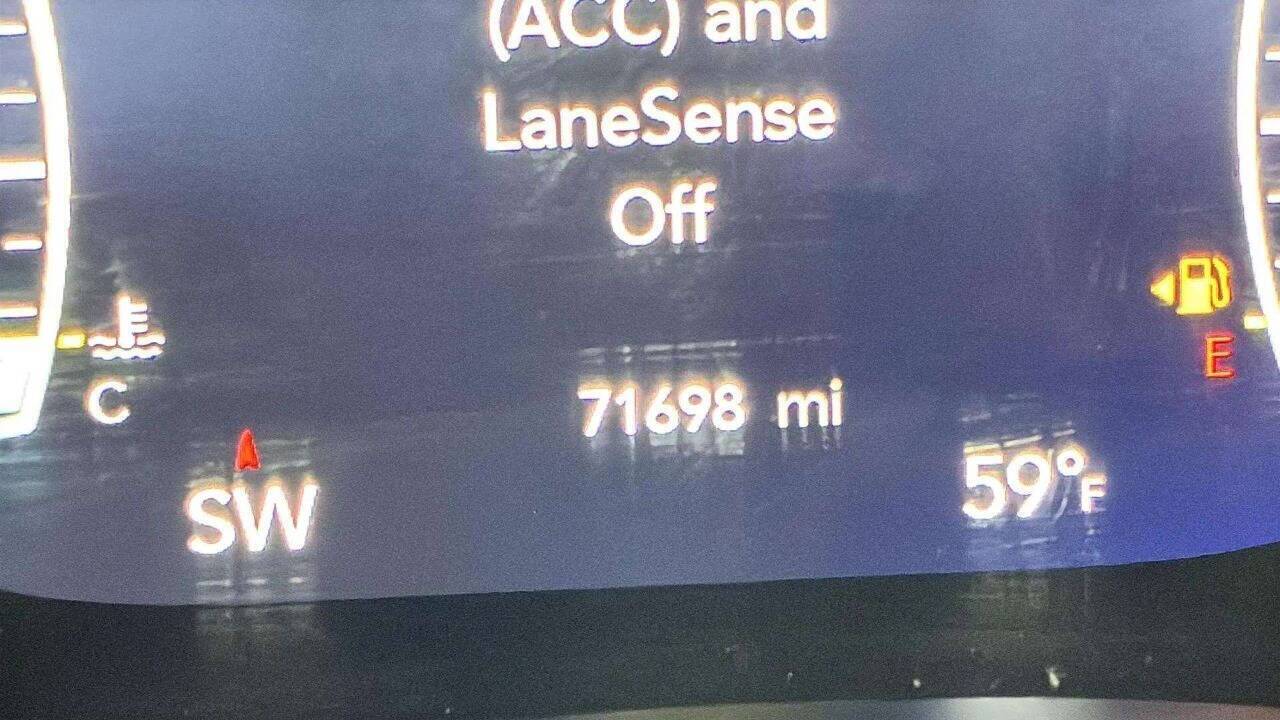 (ACC) and
LaneSense
Off
E
C
71698 mi
SW
59°F